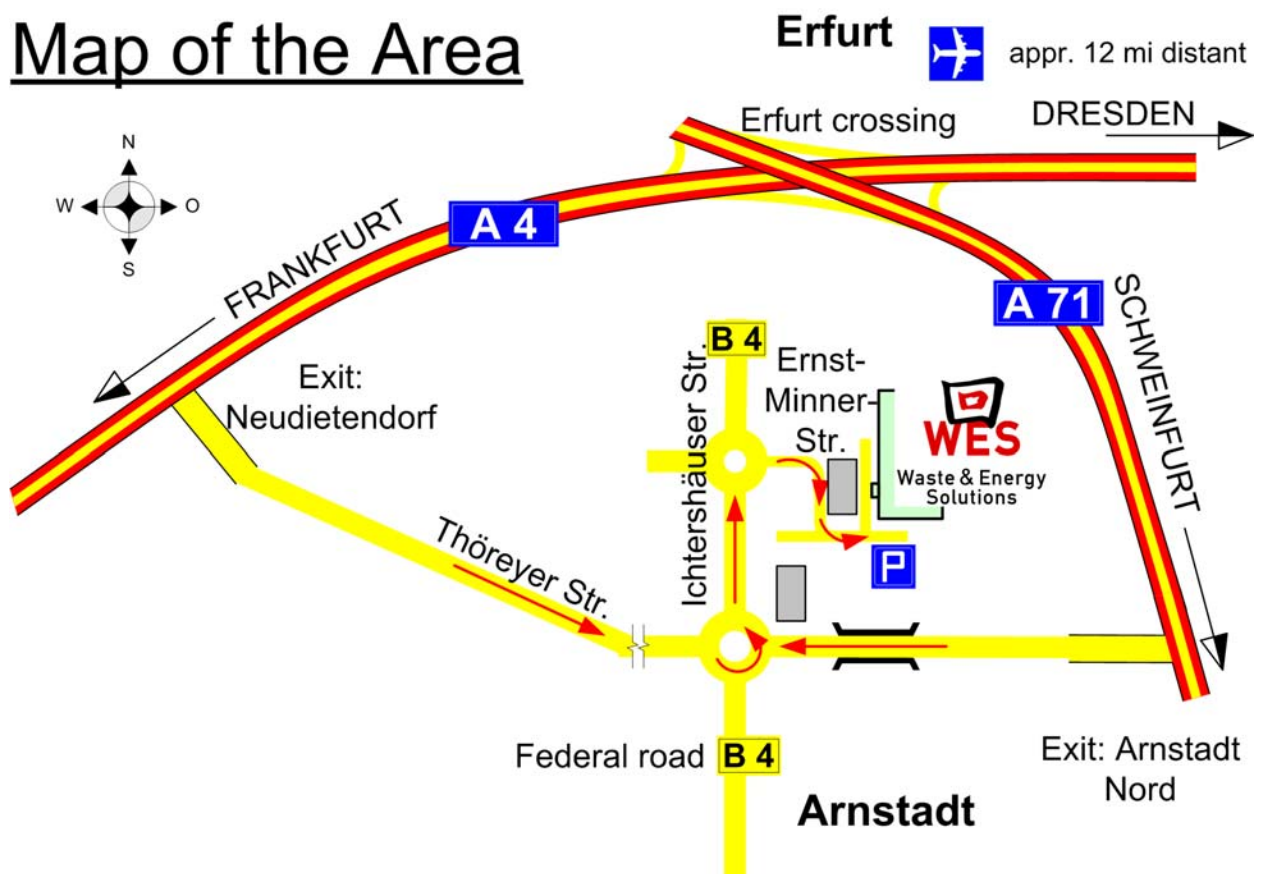 Map of the Area
Erfurt
appr. 12 mi distant
Erfurt crossing
DRESDEN
N
W
O
S
FRANKFURT
A 4
A 71
SCHWEINFURT
Exit:
Neudietendorf
B 4
Ichtershäuser Str.
Ernst-
Minner-
Str.
WES
Waste & Energy
Solutions
Thöreyer Str.
P
Federal road
B 4
Exit: Arnstadt
Nord
Arnstadt